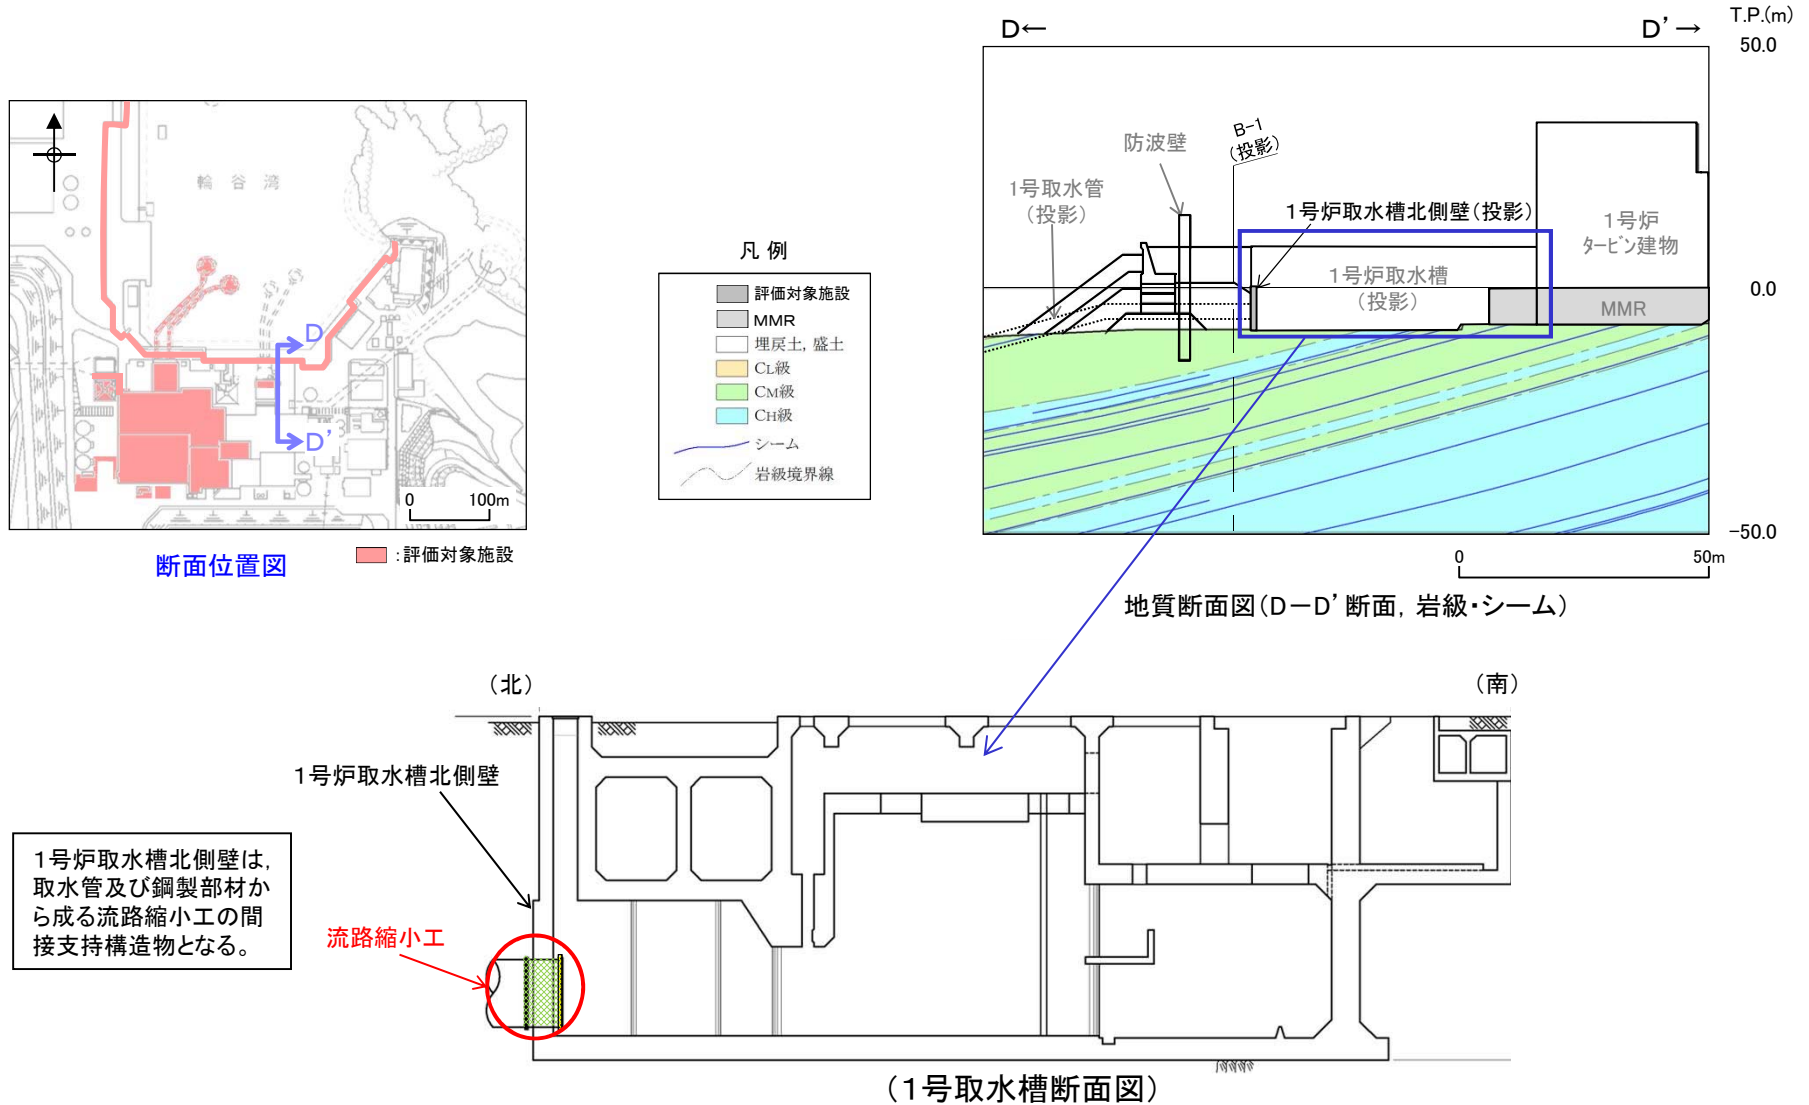 D←
D’→
T.P.(m)
50.0
B-1
(投影)
防波壁
1号取水管
(投影)
1号炉取水槽北側壁(投影)
1号炉
タービン建物
1号炉取水槽
(投影)
0.0
MMR
-50.0
0
50m
地質断面図(D-D’断面, 岩級・シーム)
輪谷湾
D
D’
0
100m
断面位置図
:評価対象施設
凡 例
評価対象施設
MMR
埋戻土, 盛土
CL級
CM級
CH級
シーム
岩級境界線
(北)
(南)
1号炉取水槽北側壁
1号炉取水槽北側壁は,
取水管及び鋼製部材か
ら成る流路縮小工の間
接支持構造物となる。
流路縮小工
(1号取水槽断面図)